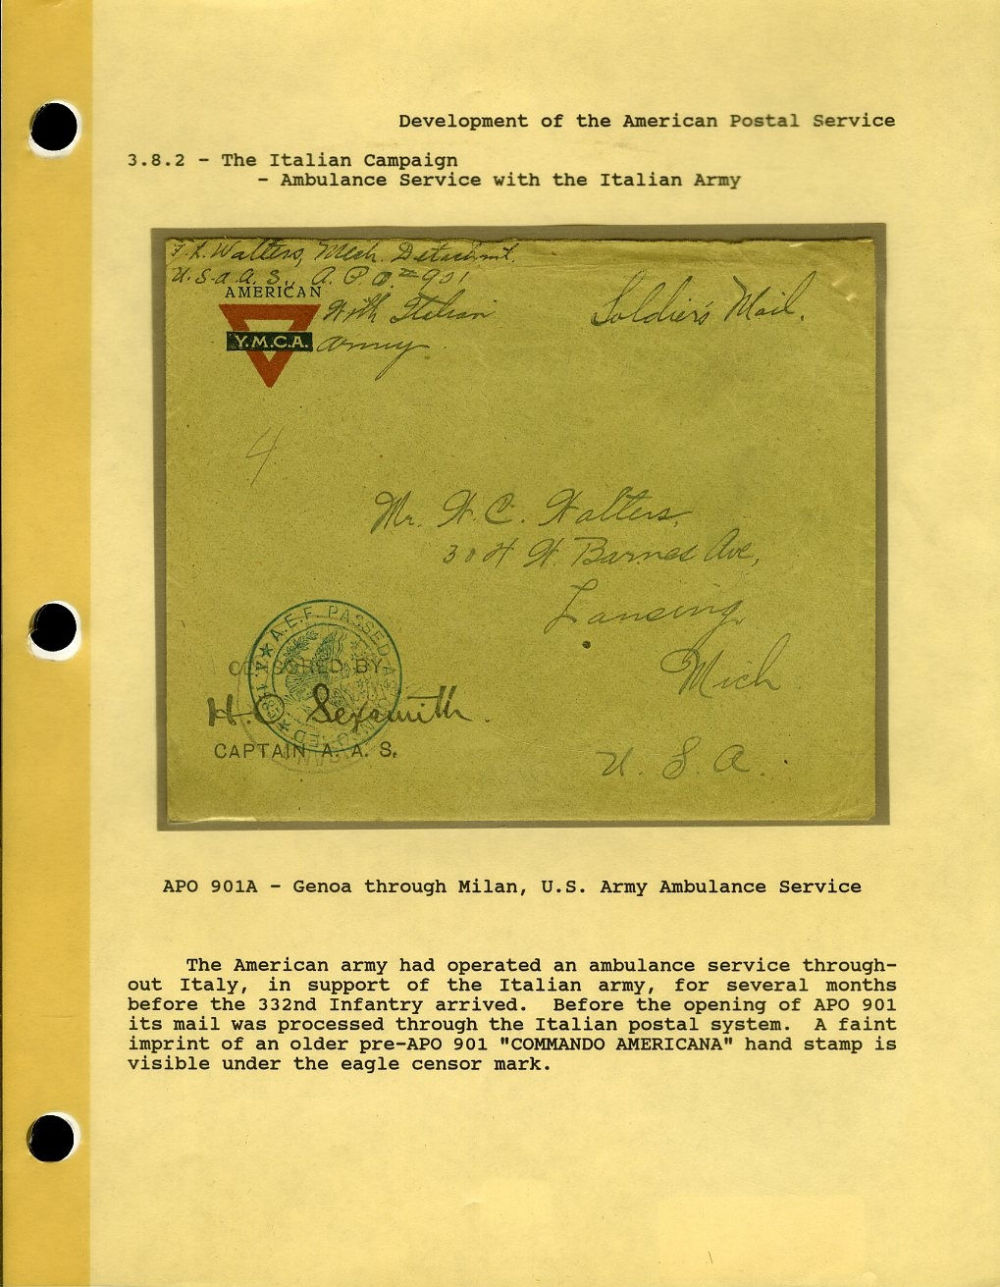 Development of the American Postal Service
3.8.2 - The Italian Campaign
- Ambulance Service with the Italian Army
F. L. Walters, Mech. Detachmt.
U.S.A.A.S., A.P.O. # 901
With Italian
Army.
AMERICAN
Y.M.C.A.
Soldier's Mail.
4
Mr. H. C. Walters,
Barnes Ave,
Lansing,
Mich
U. S. A.
A.E.F. PASSED AS
CENSORED
CENSORED BY
H. O. Sexsmith.
CAPTAIN, A. A. S.
APO 901A - Genoa through Milan, U.S. Army Ambulance Service
The American army had operated an ambulance service through-
out Italy, in support of the Italian army, for several months
before the 332nd Infantry arrived. Before the opening of APO 901
its mail was processed through the Italian postal system. A faint
imprint of an older pre-APO 901 "COMMANDO AMERICANA" hand stamp is
visible under the eagle censor mark.